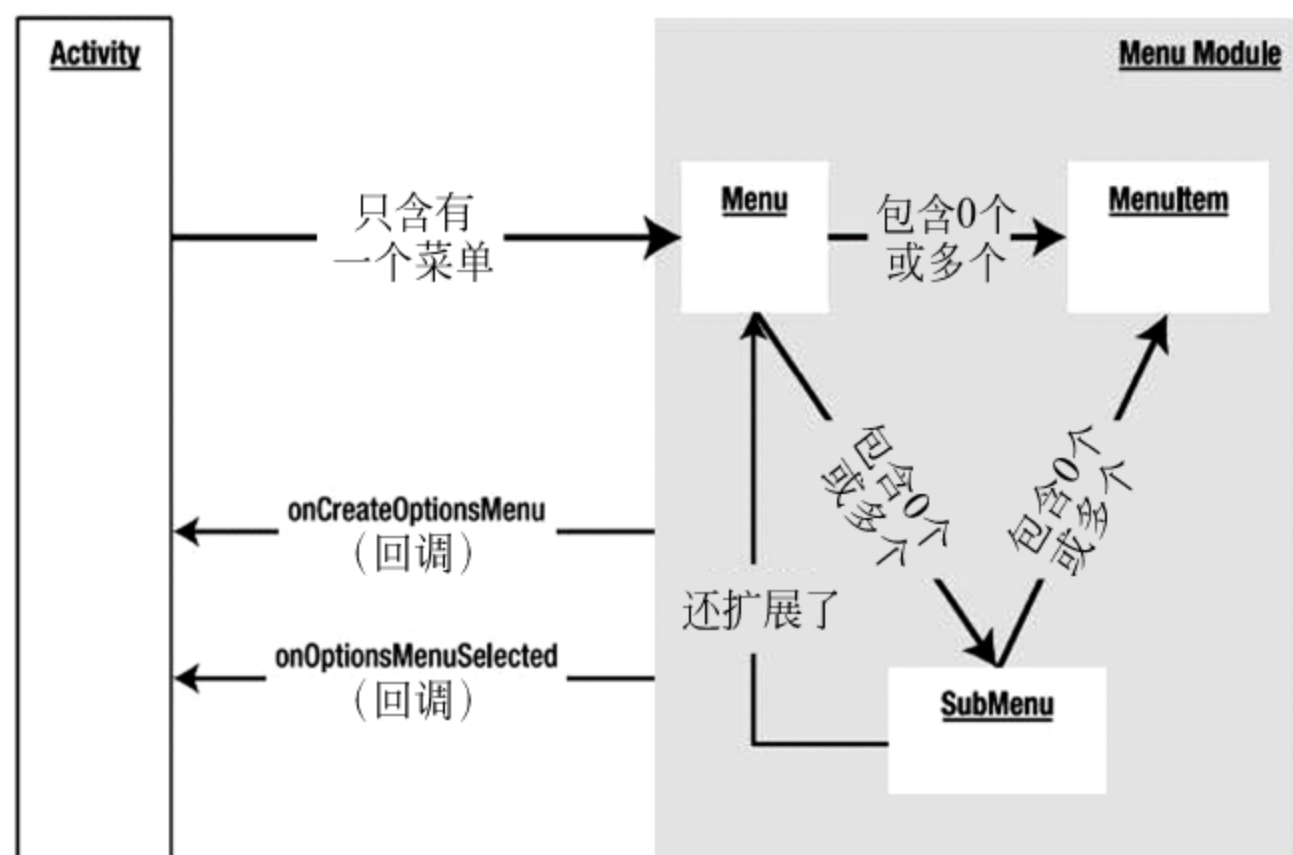 Activity
Menu Module
Menu
MenuItem
只含有
一个菜单
包含0个
或多个
包含0个
或多个
包含0个
或多个
onCreateOptionsMenu
（回调）
还扩展了
onOptionsMenuSelected
（回调）
SubMenu